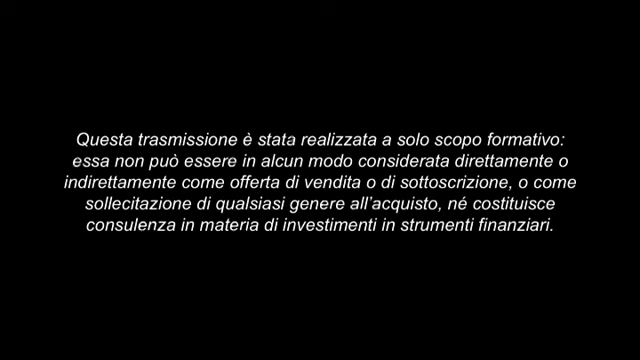 Questa trasmissione è stata realizzata a solo scopo formativo:
essa non può essere in alcun modo considerata direttamente o
indirettamente come offerta di vendita o di sottoscrizione, o come
sollecitazione di qualsiasi genere all'acquisto, né costituisce
consulenza in materia di investimenti in strumenti finanziari.